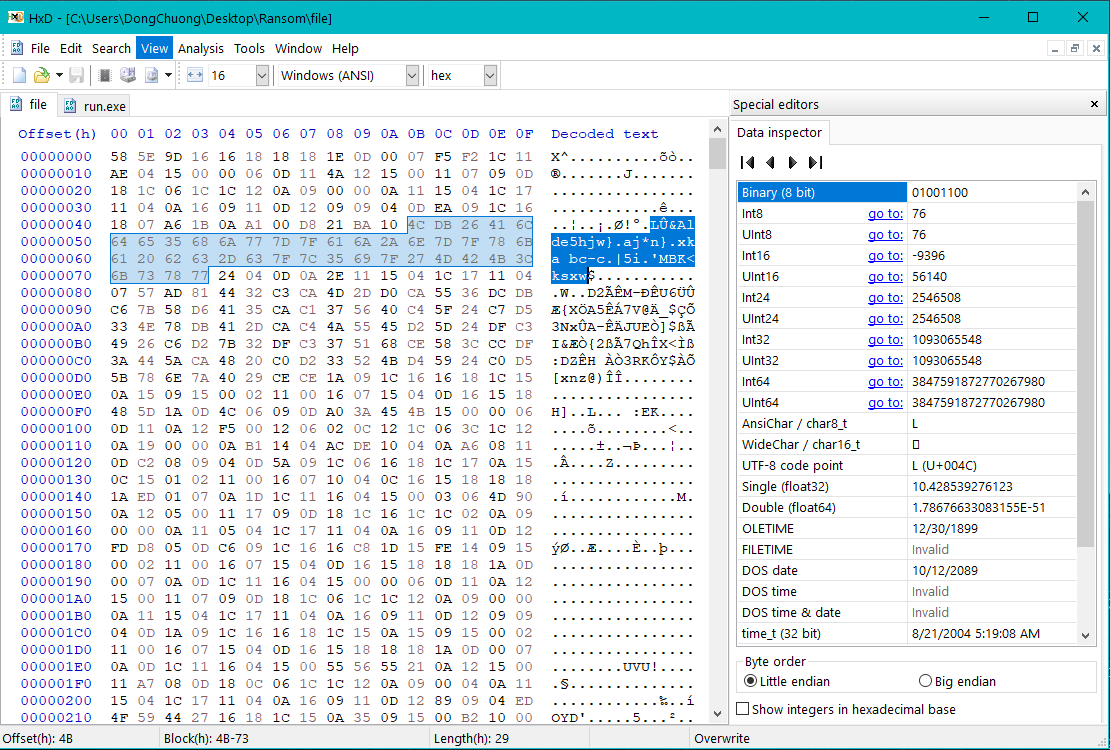 HxD - [C:\Users\DongChuong\Desktop\Ransom\file]
File Edit Search View Analysis Tools Window Help
16 Windows (ANSI) hex
file run.exe
Offset(h) 00 01 02 03 04 05 06 07 08 09 0A 0B 0C 0D 0E 0F Decoded text
00000000 58 5E 9D 16 16 18 18 18 1E 0D 00 07 F5 F2 1C 11 X^..........õò..
00000010 AE 04 15 00 00 06 0D 11 4A 12 15 00 11 07 09 0D ®.......J.......
00000020 18 1C 06 1C 1C 12 0A 09 00 00 0A 11 15 04 1C 17 ................
00000030 11 04 0A 16 09 11 0D 12 09 09 04 0D EA 09 1C 16 ............ê...
00000040 18 07 A6 1B 0A A1 00 D8 21 BA 10 4C DB 26 41 6C ..¦..¡.Ø!º.LÛ&Al
00000050 64 65 35 68 6A 77 7D 7F 61 6A 2A 6E 7D 7F 78 6B de5hjw}.aj*n}.xk
00000060 61 20 62 63 2D 63 7F 7C 35 69 7F 27 4D 42 4B 3C a bc-c.|5i.'MBK<
00000070 6B 73 78 77 24 04 0D 0A 2E 11 15 04 1C 17 11 04 ksxw$...........
00000080 07 57 AD 81 44 32 C3 CA 4D D0 CA 55 36 DC DB .W..D2ÃÊM-ÐÊU6ÜÛ
00000090 C6 7B 58 D6 41 35 CA C1 37 56 40 C4 5F 24 C7 D5 Æ{XÖA5ÊÁ7V@Ä_$ÇÕ
000000A0 33 4E 78 DB 41 2D CA C4 4A 55 D2 5D 24 DF C3 3NxÛA-ÊÄJUEÒ]$ßÃ
000000B0 49 26 C6 D2 7B 32 DF C3 37 51 68 CE 58 3C CC DF I&ÆÒ{2ßÃ7QhÎX<Ìß
000000C0 3A 44 5A CA 48 20 C0 D2 33 52 4B D4 59 24 C0 D5 :DZÊH ÀÒ3RKÔY$ÀÕ
000000D0 5B 78 6E 7A 40 29 CE CE 1A 09 1C 16 16 18 1C 15 [xnz@)ÎÎ........
000000E0 0A 15 09 15 00 02 11 00 16 07 15 04 0D 16 15 18 ................
000000F0 48 5D 1A 0D 4C 06 09 0D A0 3A 45 4B 15 00 00 06 H]..L... :EK....
00000100 0D 11 0A 12 F5 00 12 06 02 0C 12 1C 06 3C 1C 12 ....õ........<..
00000110 0A 19 00 00 0A B1 14 04 AC DE 10 04 0A A6 08 11 .....±..¬Þ...¦..
00000120 0D C2 08 09 04 0D 5A 09 1C 06 16 18 1C 17 0A 15 .Â....Z.........
00000130 0C 15 01 02 11 00 16 07 10 04 0C 16 15 18 18 18 ................
00000140 1A ED 01 07 0A 1D 1C 11 16 04 15 00 03 06 4D 90 .í............M.
00000150 0A 12 05 00 11 17 09 0D 18 1C 16 1C 1C 02 0A 09 ................
00000160 00 00 0A 11 05 04 1C 17 11 04 0A 16 09 11 0D 12 ................
00000170 FD D8 05 0D C6 09 1C 16 16 C8 1D 15 FE 14 09 15 ýØ..Æ....È..þ...
00000180 00 02 11 00 16 07 15 04 0D 16 15 18 18 18 1A 0D ................
00000190 00 07 0A 0D 1C 11 16 04 15 00 00 06 0D 11 0A 12 ................
000001A0 15 00 11 07 09 0D 18 1C 06 1C 1C 12 0A 09 00 00 ................
000001B0 0A 11 15 04 1C 17 11 04 0A 16 09 11 0D 12 09 09 ................
000001C0 04 0D 1A 09 1C 16 16 18 1C 15 0A 15 09 15 00 02 ................
000001D0 11 00 16 07 15 04 0D 16 15 18 18 18 1A 0D 00 07 ................
000001E0 0A 0D 1C 11 16 04 15 00 55 56 55 21 0A 12 15 00 ........UVU!....
000001F0 11 A7 08 0D 18 0C 06 1C 1C 12 0A 09 00 04 0A 11 .§..............
00000200 15 04 1C 17 11 04 0A 16 09 11 0D 12 89 09 04 ED ............‰..í
00000210 4F 59 44 27 16 18 1C 15 0A 35 09 15 00 B2 10 00 OYD'.....5...²..
Special editors
Data inspector
Binary (8 bit) 01001100
Int8 go to: 76
UInt8 go to: 76
Int16 go to: -9396
UInt16 go to: 56140
Int24 go to: 2546508
UInt24 go to: 2546508
Int32 go to: 1093065548
UInt32 go to: 1093065548
Int64 go to: 3847591872770267980
UInt64 go to: 3847591872770267980
AnsiChar / char8_t L
WideChar / char16_t
UTF-8 code point L (U+004C)
Single (float32) 10.428539276123
Double (float64) 1.78676633083155E-51
OLETIME 12/30/1899
FILETIME Invalid
DOS date 10/12/2089
DOS time Invalid
DOS time & date Invalid
time_t (32 bit) 8/21/2004 5:19:08 AM
Byte order
Little endian Big endian
Show integers in hexadecimal base
Offset(h): 4B Block(h): 4B-73 Length(h): 29 Overwrite